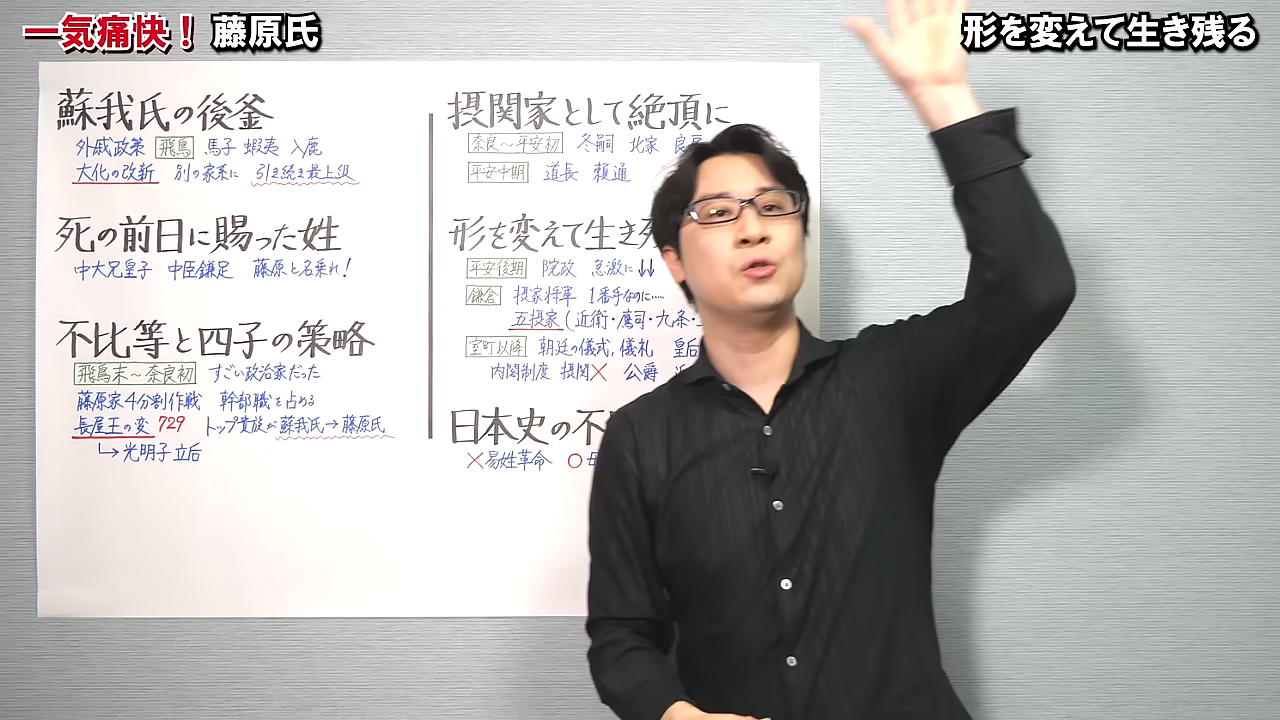 一気痛快！藤原氏
形を変えて生き残る
蘇我氏の後釜
外戚政策 飛鳥 馬子 蝦夷 入鹿
大化の改新 別の家系に 引き続き最上級
死の前日に賜った姓
中大兄皇子 中臣鎌足 藤原と名乗れ!
不比等と四子の策略
飛鳥末〜奈良初 すごい政治家だった
藤原家4分割作戦 幹部職を占める
長屋王の変 729 トップ貴族が蘇我氏→藤原氏
↳光明子立后
摂関家として絶頂に
奈良〜平安初 冬嗣 北家 良房
平安中期 道長 頼通
形を変えて生き残
平安後期 院政 急激に↓↓
鎌倉 摂家将軍 1番手なのに……
五摂家(近衛・鷹司・九条・
室町以降 朝廷の儀式,儀礼 皇后
内閣制度 摂関× 公爵 近
日本史の不
×易姓革命 ○